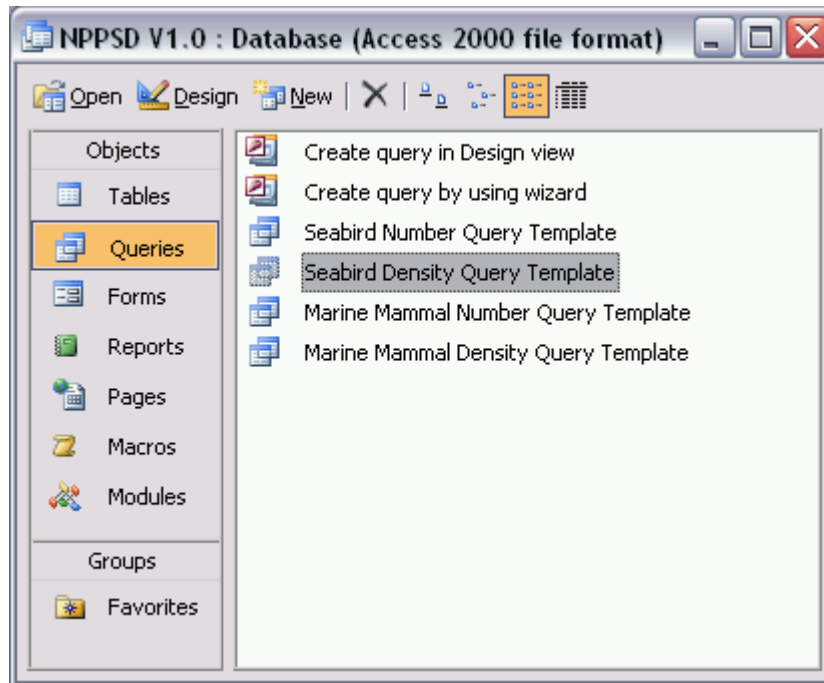 NPPSD V1.0 : Database (Access 2000 file format)
Open Design New
Objects
Tables
Queries
Forms
Reports
Pages
Macros
Modules
Groups
Favorites
Create query in Design view
Create query by using wizard
Seabird Number Query Template
Seabird Density Query Template
Marine Mammal Number Query Template
Marine Mammal Density Query Template